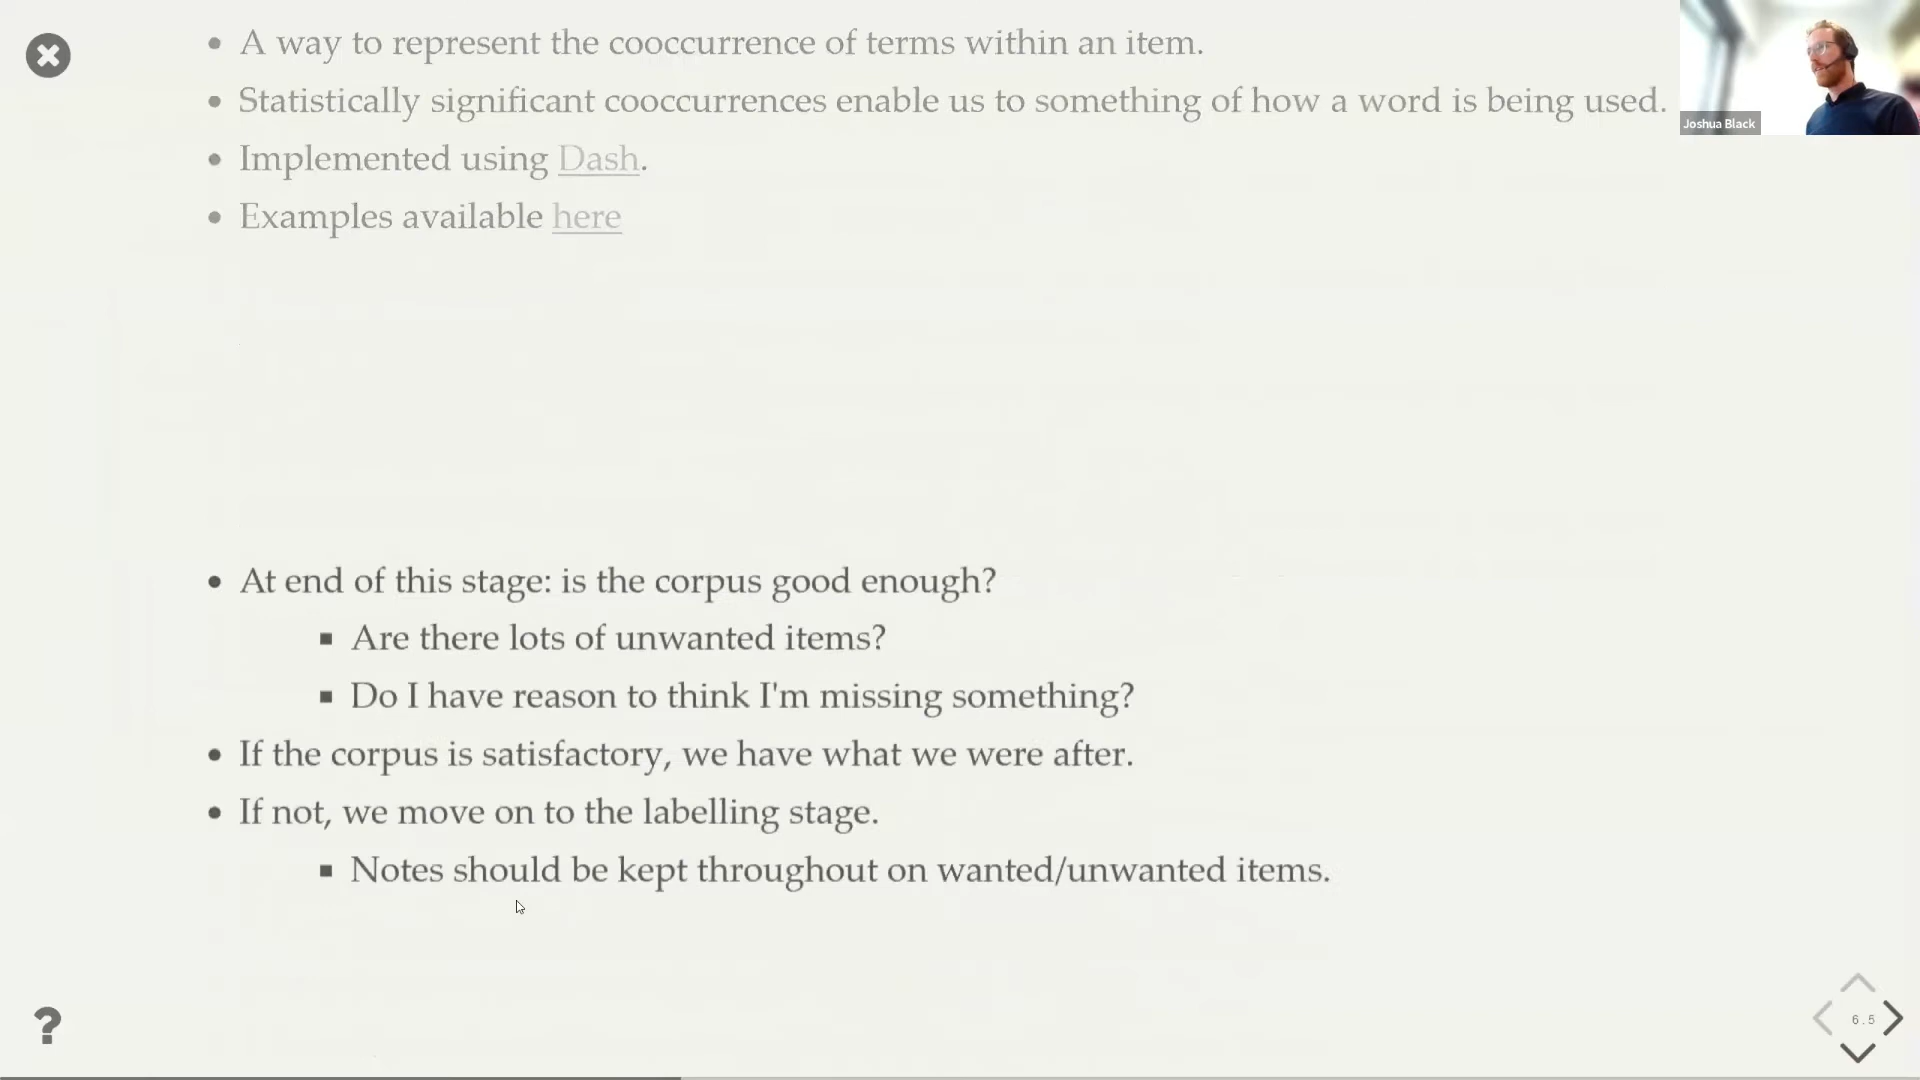 A way to represent the cooccurrence of terms within an item.
Statistically significant cooccurrences enable us to something of how a word is being used.
Joshua Black
Implemented using Dash.
Examples available here
At end of this stage: is the corpus good enough?
Are there lots of unwanted items?
Do I have reason to think I'm missing something?
If the corpus is satisfactory, we have what we were after.
If not, we move on to the labelling stage.
Notes should be kept throughout on wanted/unwanted items.
?
6.5